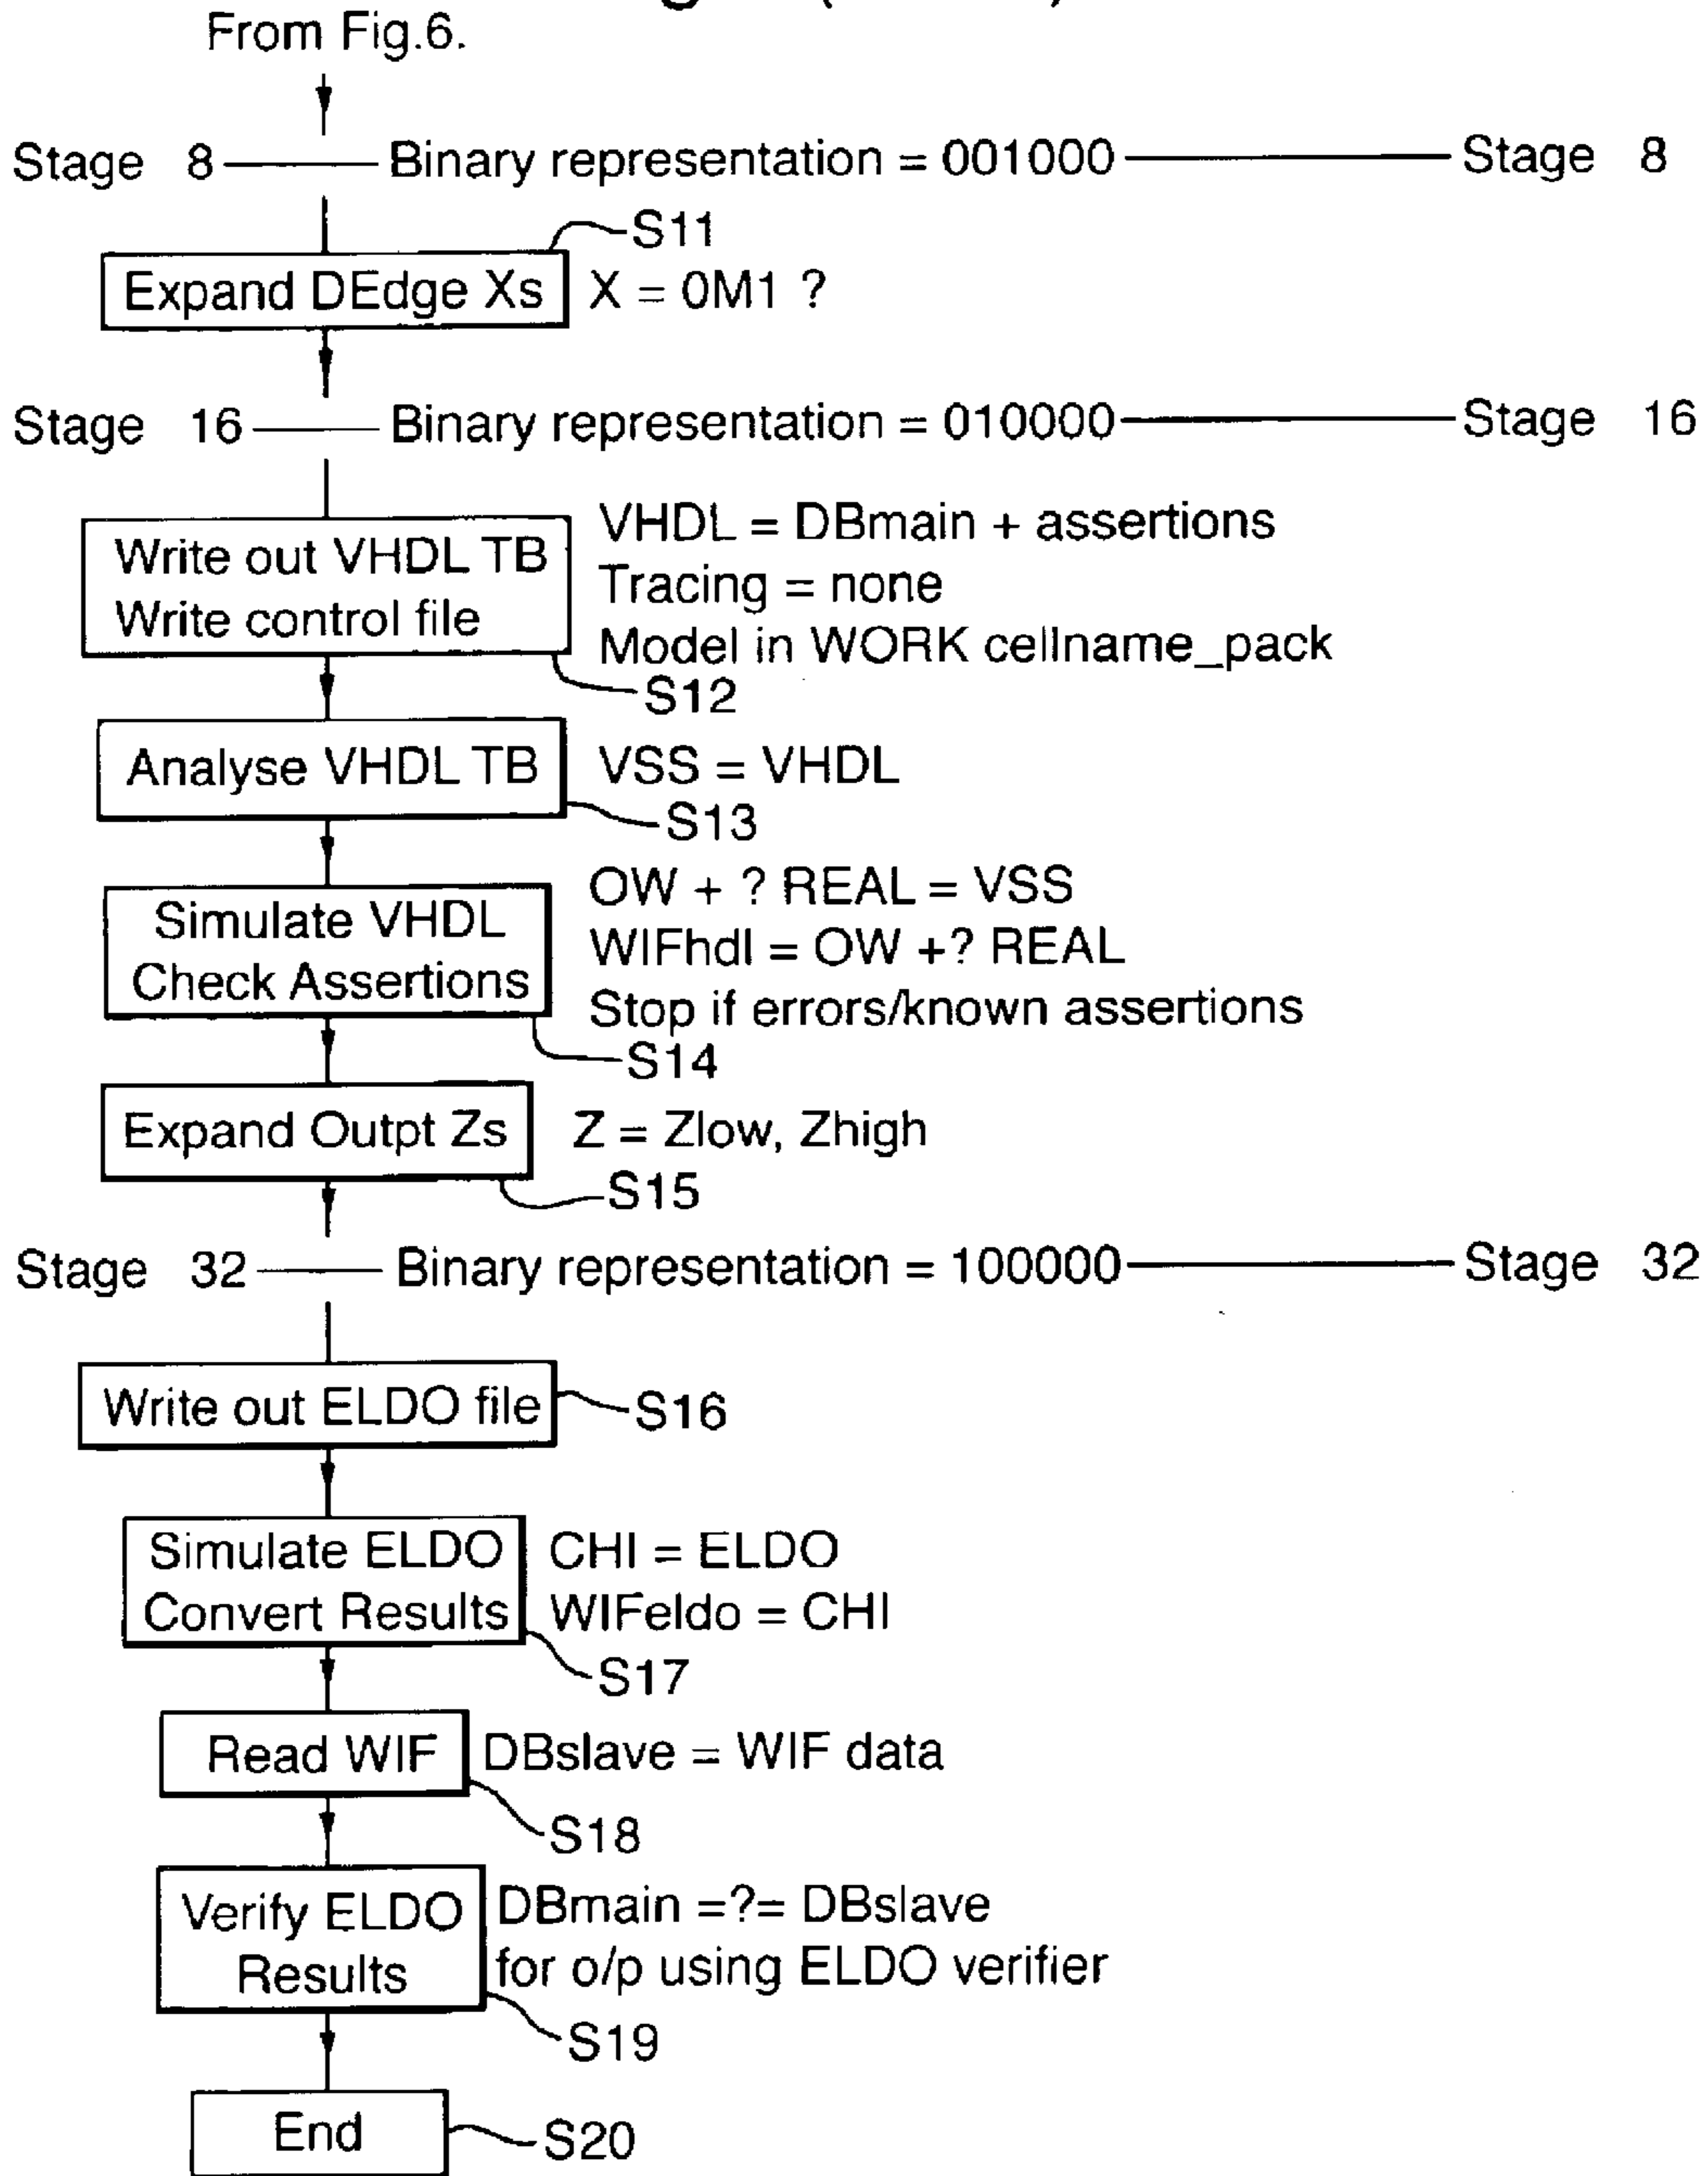 From Fig.6.
Stage 8 Binary representation = 001000 Stage 8
S11
Expand DEdge Xs X = 0M1 ?
Stage 16 Binary representation = 010000 Stage 16
Write out VHDL TB
Write control file
VHDL = DBmain + assertions
Tracing = none
Model in WORK cellname_pack
S12
Analyse VHDL TB VSS = VHDL
S13
Simulate VHDL
Check Assertions
OW + ? REAL = VSS
WIFhdl = OW +? REAL
Stop if errors/known assertions
S14
Expand Outpt Zs Z = Zlow, Zhigh
S15
Stage 32 Binary representation = 100000 Stage 32
Write out ELDO file S16
Simulate ELDO
Convert Results
CHI = ELDO
WIFeldo = CHI
S17
Read WIF DBslave = WIF data
S18
Verify ELDO
Results
DBmain =?= DBslave
for o/p using ELDO verifier
S19
End S20